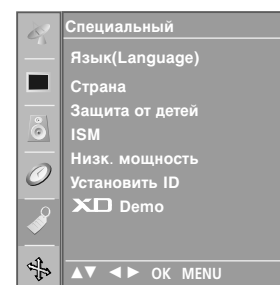 Специальный
Язык(Language)
Страна
Защита от детей
ISM
Низк. мощность
Установить ID
XD Demo
▲▼ ◄► OK MENU